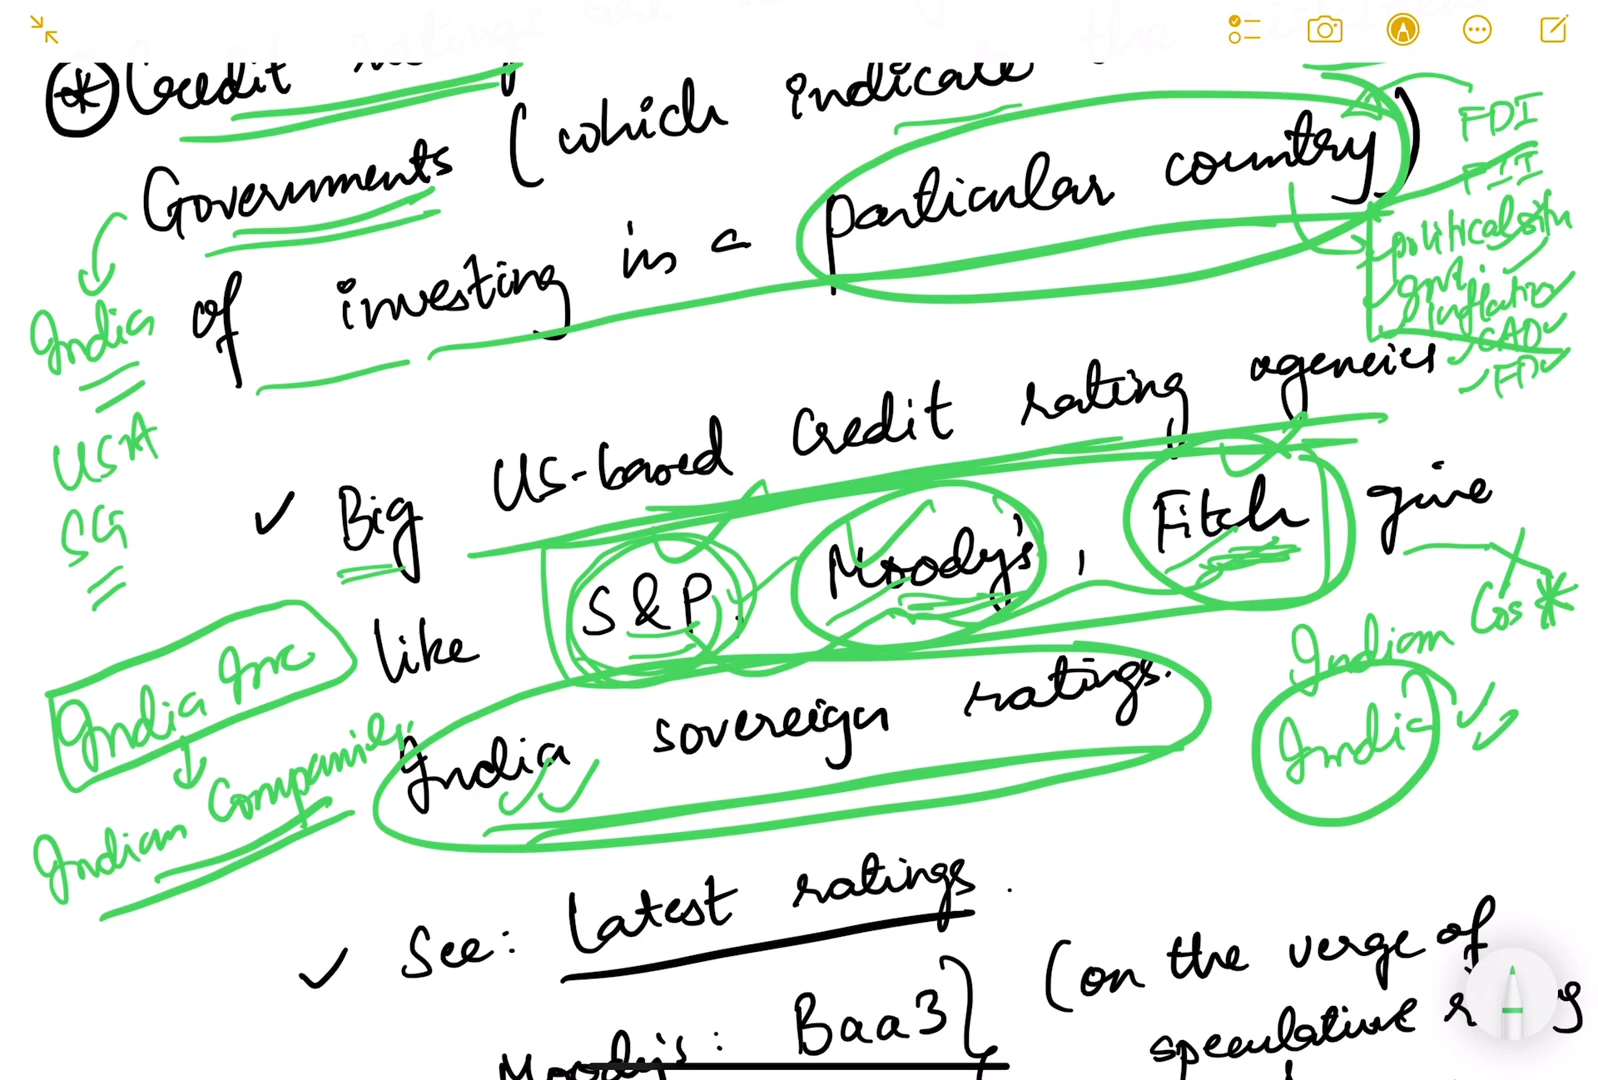 Credit
Governments (which indicate
of investing in a particular country)
FDI
FII
political sitn
govt
inflation
CAD
FD
India
USA
SG
✓ Big US-based Credit rating agencies
like S&P, Moody's, Fitch give
India sovereign ratings.
India Inc
Indian Companies
Indian Cos
India
✓ See: Latest ratings.
Moody's: Baa3 (on the verge of
speculative